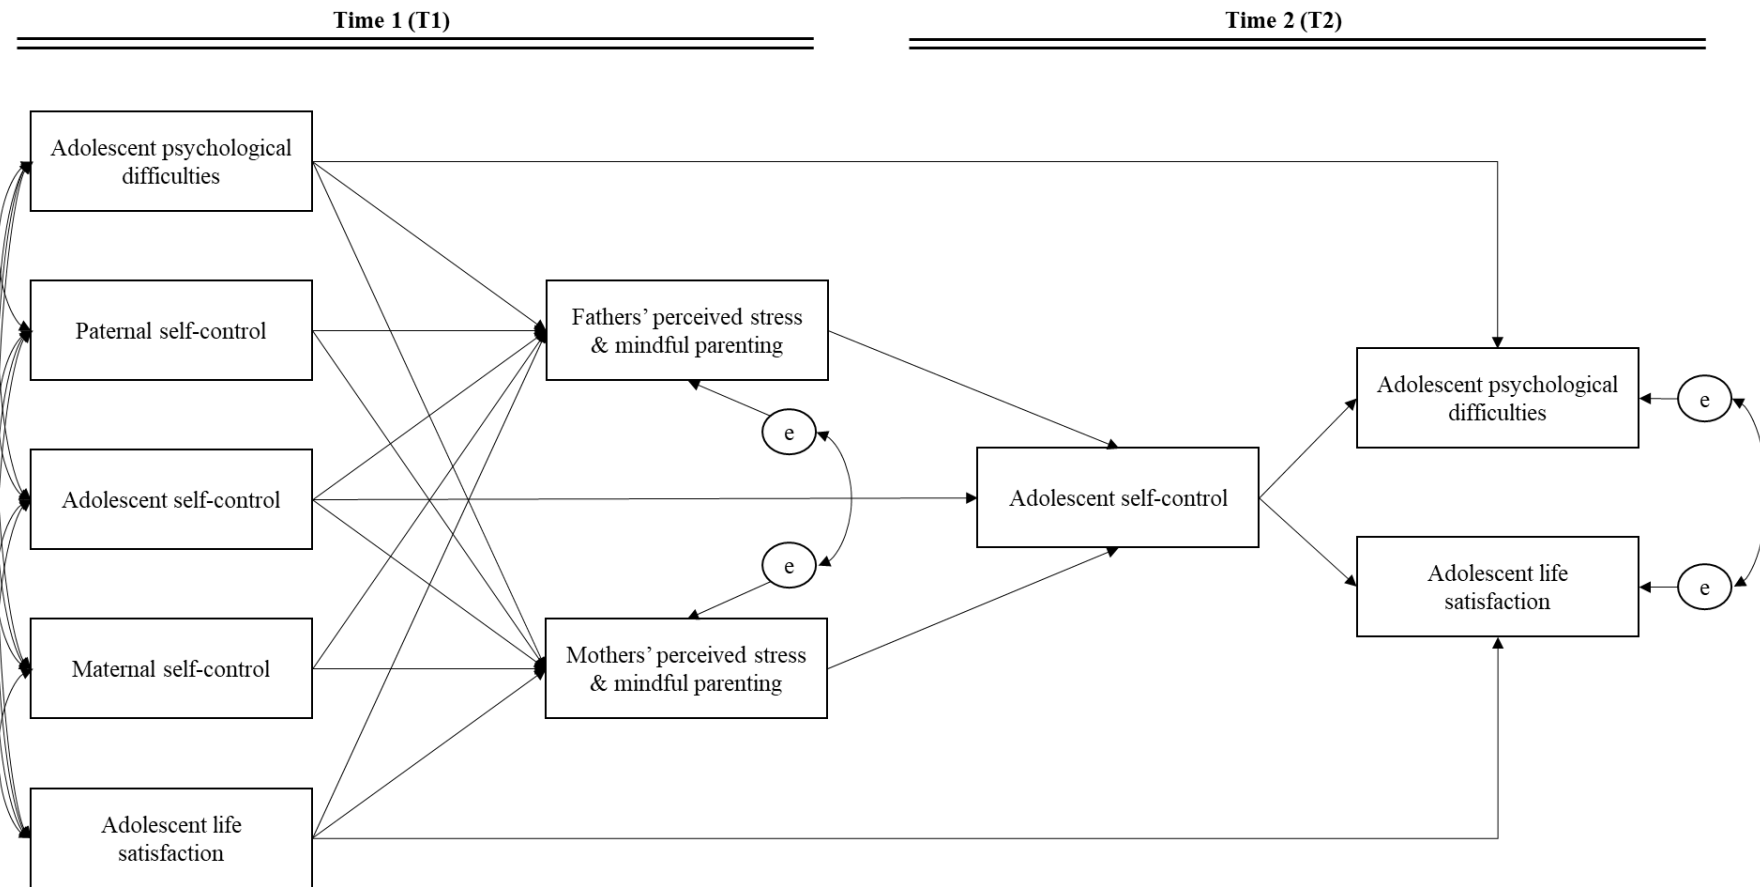 Time 1 (T1)
Time 2 (T2)
Adolescent psychological
difficulties
Paternal self-control
Adolescent self-control
Maternal self-control
Adolescent life
satisfaction
Fathers’ perceived stress
& mindful parenting
e
e
Mothers’ perceived stress
& mindful parenting
Adolescent self-control
Adolescent psychological
difficulties
e
Adolescent life
satisfaction
e